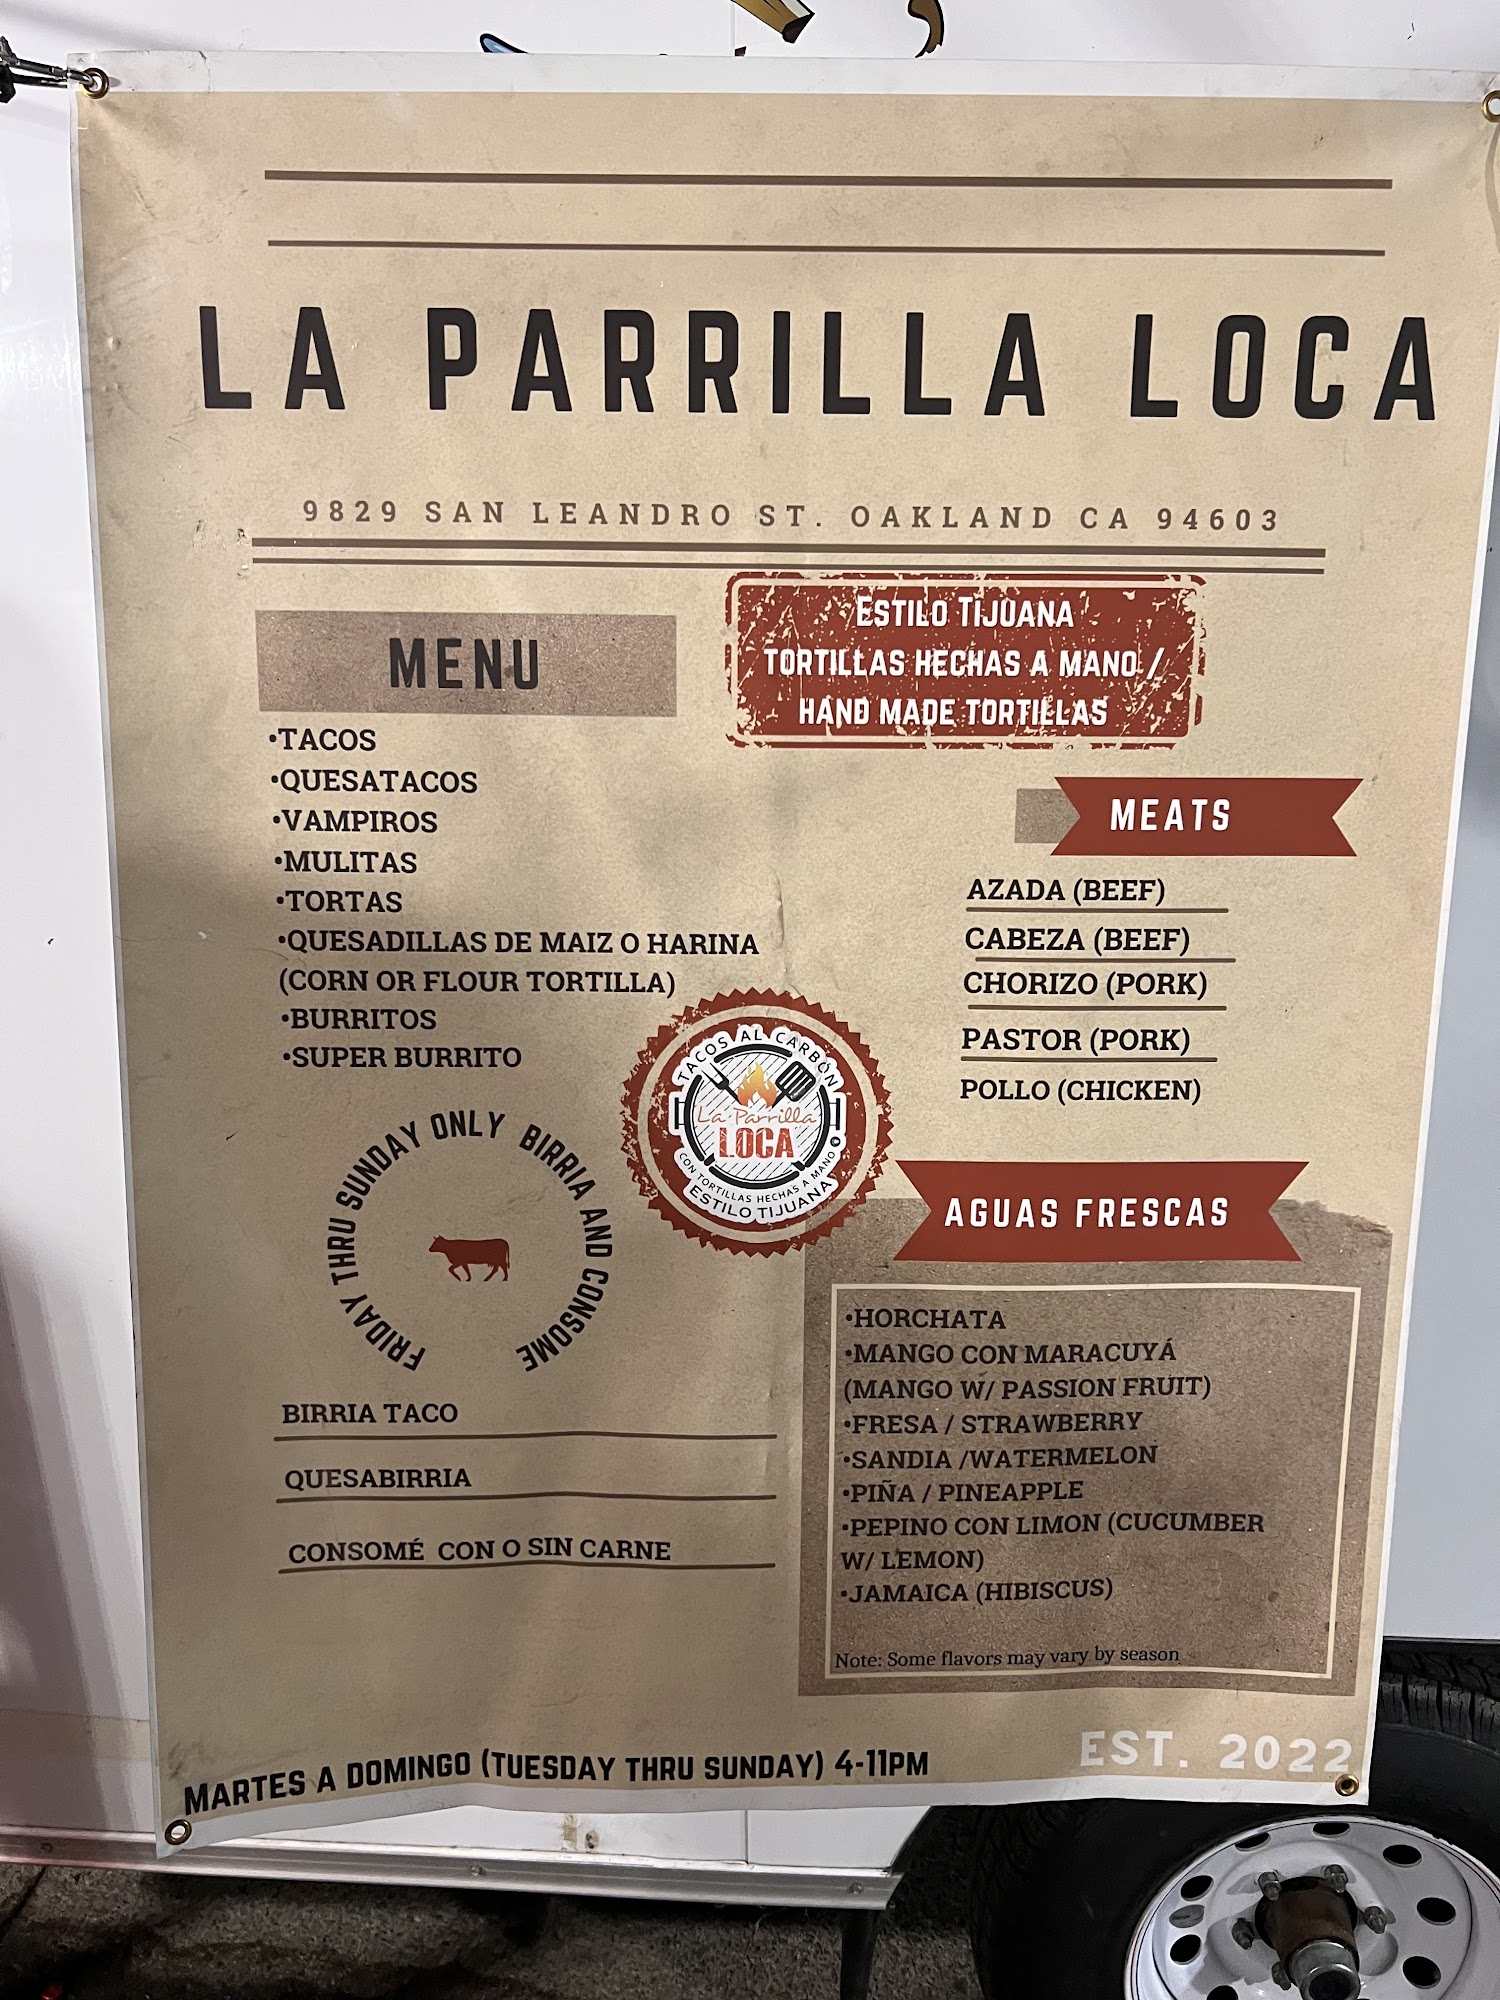 LA PARRILLA LOCA
9829 SAN LEANDRO ST. OAKLAND CA 94603
ESTILO TIJUANA
TORTILLAS HECHAS A MANO /
HAND MADE TORTILLAS
MENU
•TACOS
•QUESATACOS
•VAMPIROS
•MULITAS
•TORTAS
•QUESADILLAS DE MAIZ O HARINA
(CORN OR FLOUR TORTILLA)
•BURRITOS
•SUPER BURRITO
MEATS
AZADA (BEEF)
CABEZA (BEEF)
CHORIZO (PORK)
PASTOR (PORK)
POLLO (CHICKEN)
TACOS AL CARBON
La Parrilla
LOCA
CON TORTILLAS HECHAS A MANO
ESTILO TIJUANA
FRIDAY THRU SUNDAY ONLY BIRRIA AND CONSOME
BIRRIA TACO
QUESABIRRIA
CONSOMÉ CON O SIN CARNE
AGUAS FRESCAS
•HORCHATA
•MANGO CON MARACUYÁ
(MANGO W/ PASSION FRUIT)
•FRESA / STRAWBERRY
•SANDIA /WATERMELON
•PIÑA / PINEAPPLE
•PEPINO CON LIMON (CUCUMBER
W/ LEMON)
•JAMAICA (HIBISCUS)
Note: Some flavors may vary by season
EST. 2022
MARTES A DOMINGO (TUESDAY THRU SUNDAY) 4-11PM